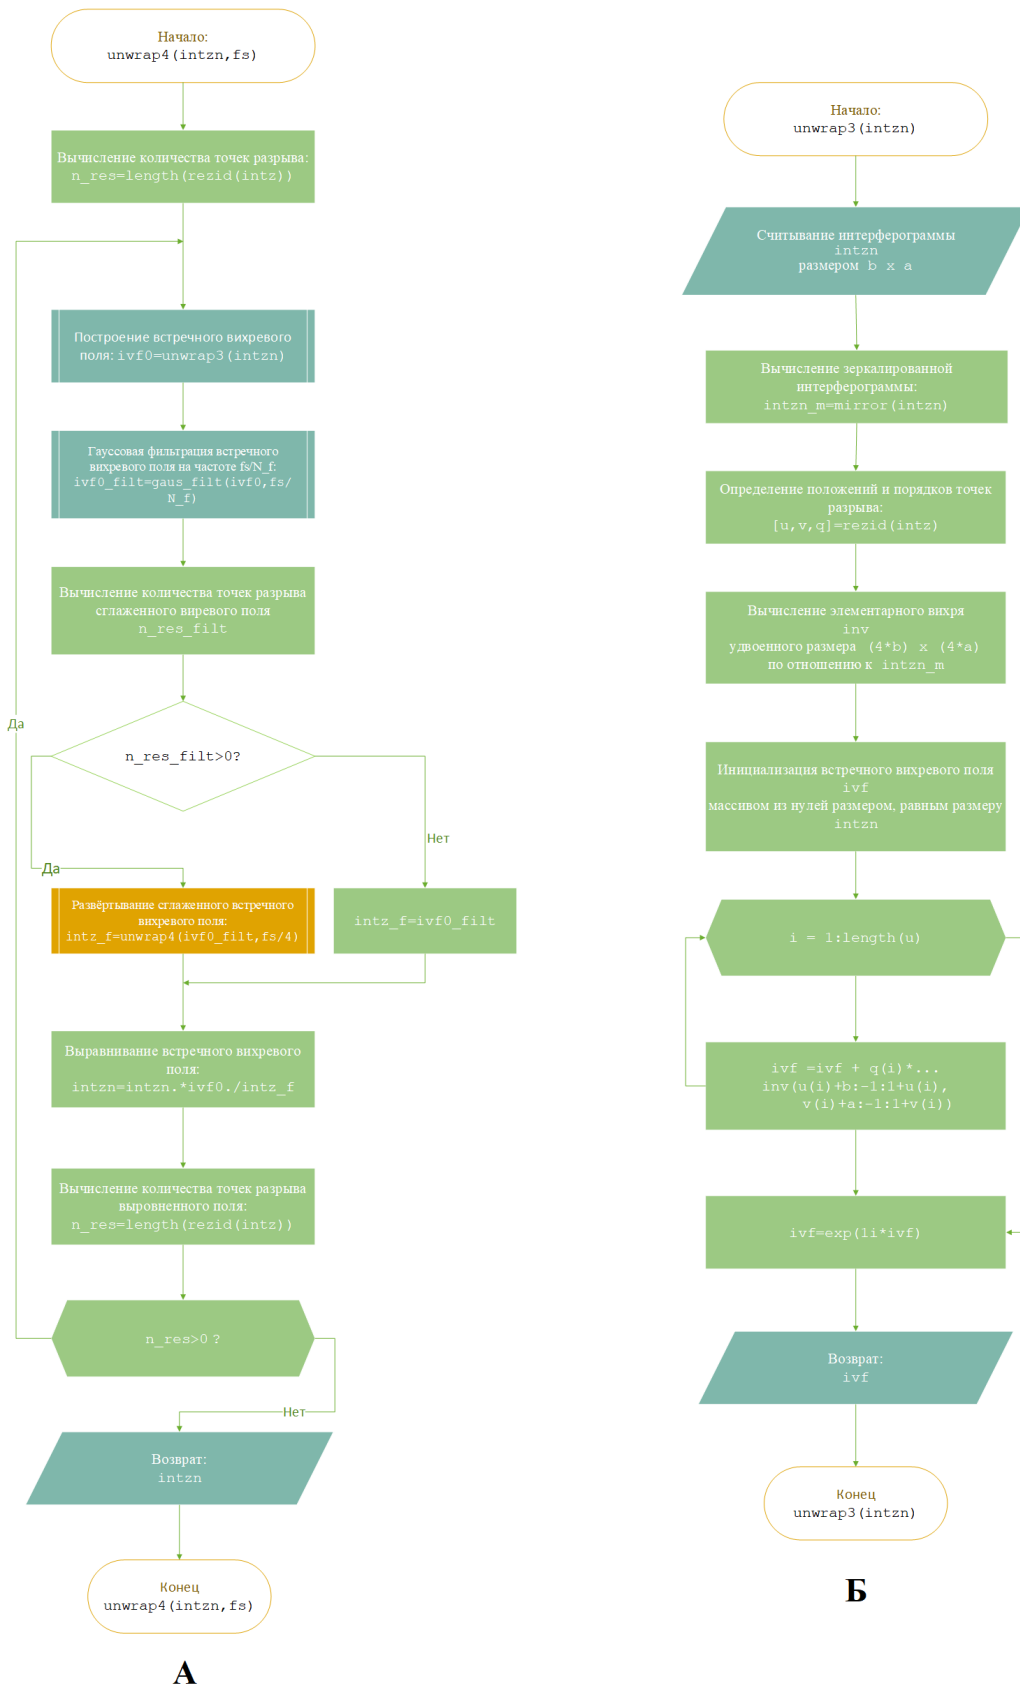 Начало:
unwrap4(intzn,fs)
Вычисление количества точек разрыва:
n_res=length(rezid(intz))
Построение встречного вихревого
поля: ivf0=unwrap3(intzn)
Гауссовая фильтрация встречного
вихревого поля на частоте fs/N_f:
ivf0_filt=gaus_filt(ivf0,fs/
N_f)
Вычисление количества точек разрыва
сглаженного виревого поля
n_res_filt
Да
n_res_filt>0?
Нет
Да
Развёртывание сглаженного встречного
вихревого поля:
intz_f=unwrap4(ivf0_filt,fs/4)
intz_f=ivf0_filt
Выравнивание встречного вихревого
поля:
intzn=intzn.*ivf0./intz_f
Вычисление количества точек разрыва
выровненного поля:
n_res=length(rezid(intz))
n_res>0 ?
Нет
Возврат:
intzn
Конец
unwrap4(intzn,fs)
А
Начало:
unwrap3(intzn)
Считывание интерферограммы
intzn
размером b x a
Вычисление зеркалированной
интерферограммы:
intzn_m=mirror(intzn)
Определение положений и порядков точек
разрыва:
[u,v,q]=rezid(intz)
Вычисление элементарного вихря
inv
удвоенного размера (4*b) x (4*a)
по отношению к intzn_m
Инициализация встречного вихревого поля
ivf
массивом из нулей размером, равным размеру
intzn
i = 1:length(u)
ivf =ivf + q(i)*...
inv(u(i)+b:-1:1+u(i),
v(i)+a:-1:1+v(i))
ivf=exp(1i*ivf)
Возврат:
ivf
Конец
unwrap3(intzn)
Б